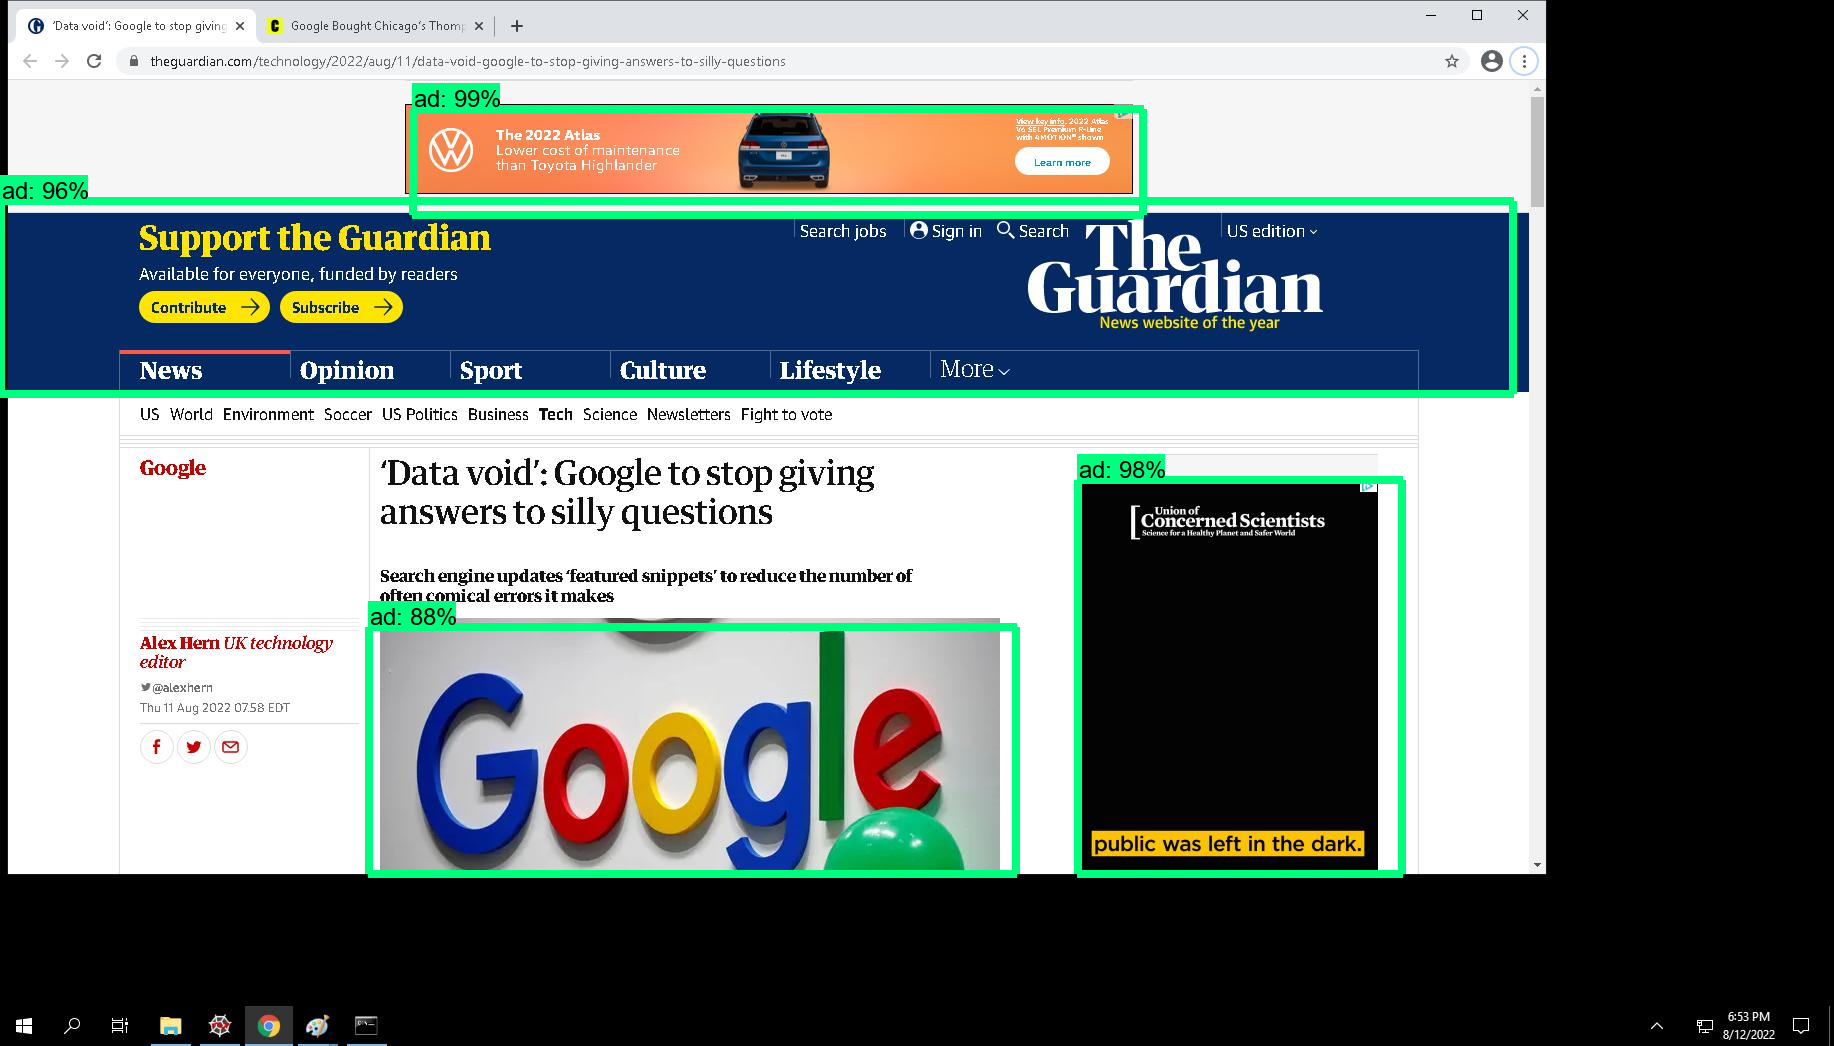 'Data void': Google to stop giving
Google Bought Chicago's Thomp
theguardian.com/technology/2022/aug/11/data-void-google-to-stop-giving-answers-to-silly-questions
ad: 99%
The 2022 Atlas
Lower cost of maintenance
than Toyota Highlander
View key info. 2022 Atlas
V6 SEL Premium R-Line
with 4MOTION® shown
Learn more
ad: 96%
Support the Guardian
Available for everyone, funded by readers
Contribute
Subscribe
Search jobs
Sign in
Search
US edition
The
Guardian
News website of the year
News Opinion Sport Culture Lifestyle More
US World Environment Soccer US Politics Business Tech Science Newsletters Fight to vote
Google
'Data void': Google to stop giving
answers to silly questions
Search engine updates 'featured snippets' to reduce the number of
often comical errors it makes
ad: 88%
Alex Hern UK technology
editor
@alexhern
Thu 11 Aug 2022 07.58 EDT
Google
ad: 98%
Union of
Concerned Scientists
Science for a Healthy Planet and Safer World
public was left in the dark.
6:53 PM
8/12/2022